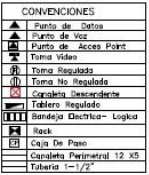 CONVENCIONES
Punto de Datos
Punto de Voz
Punto de Acces Point
Toma Video
Toma Regulada
Toma No Regulada
Canaleta Descendente
Tablero Regulado
Bandeja Electrica- Logica
Rack
CP Caja De Paso
Canaleta Perimetral 12 X5
Tuberia 1-1/2"